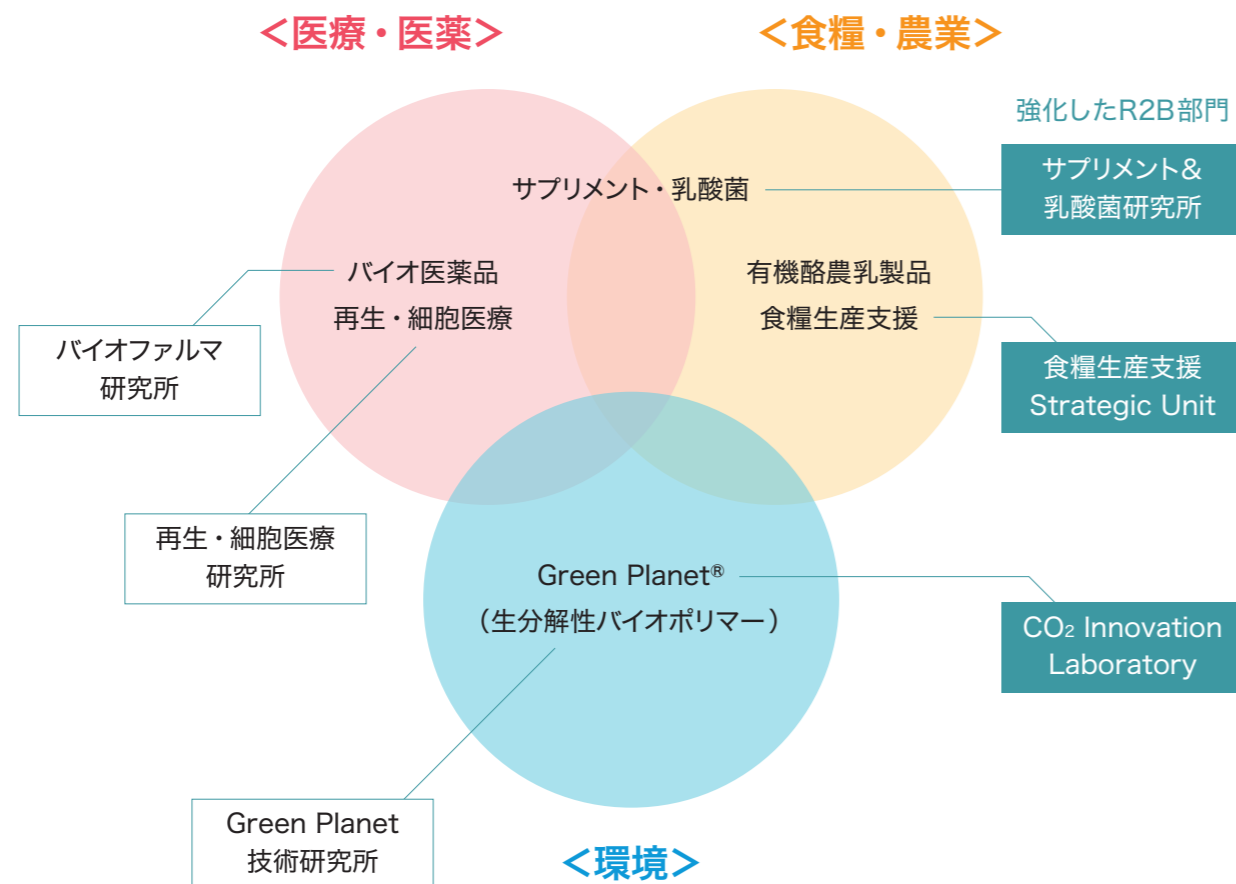 ＜医療・医薬＞
＜食糧・農業＞
強化したR2B部門
サプリメント＆
乳酸菌研究所
サプリメント・乳酸菌
バイオ医薬品
再生・細胞医療
有機酪農乳製品
食糧生産支援
バイオファルマ
研究所
食糧生産支援
Strategic Unit
再生・細胞医療
研究所
Green Planet®
（生分解性バイオポリマー）
CO₂ Innovation
Laboratory
Green Planet
技術研究所
＜環境＞